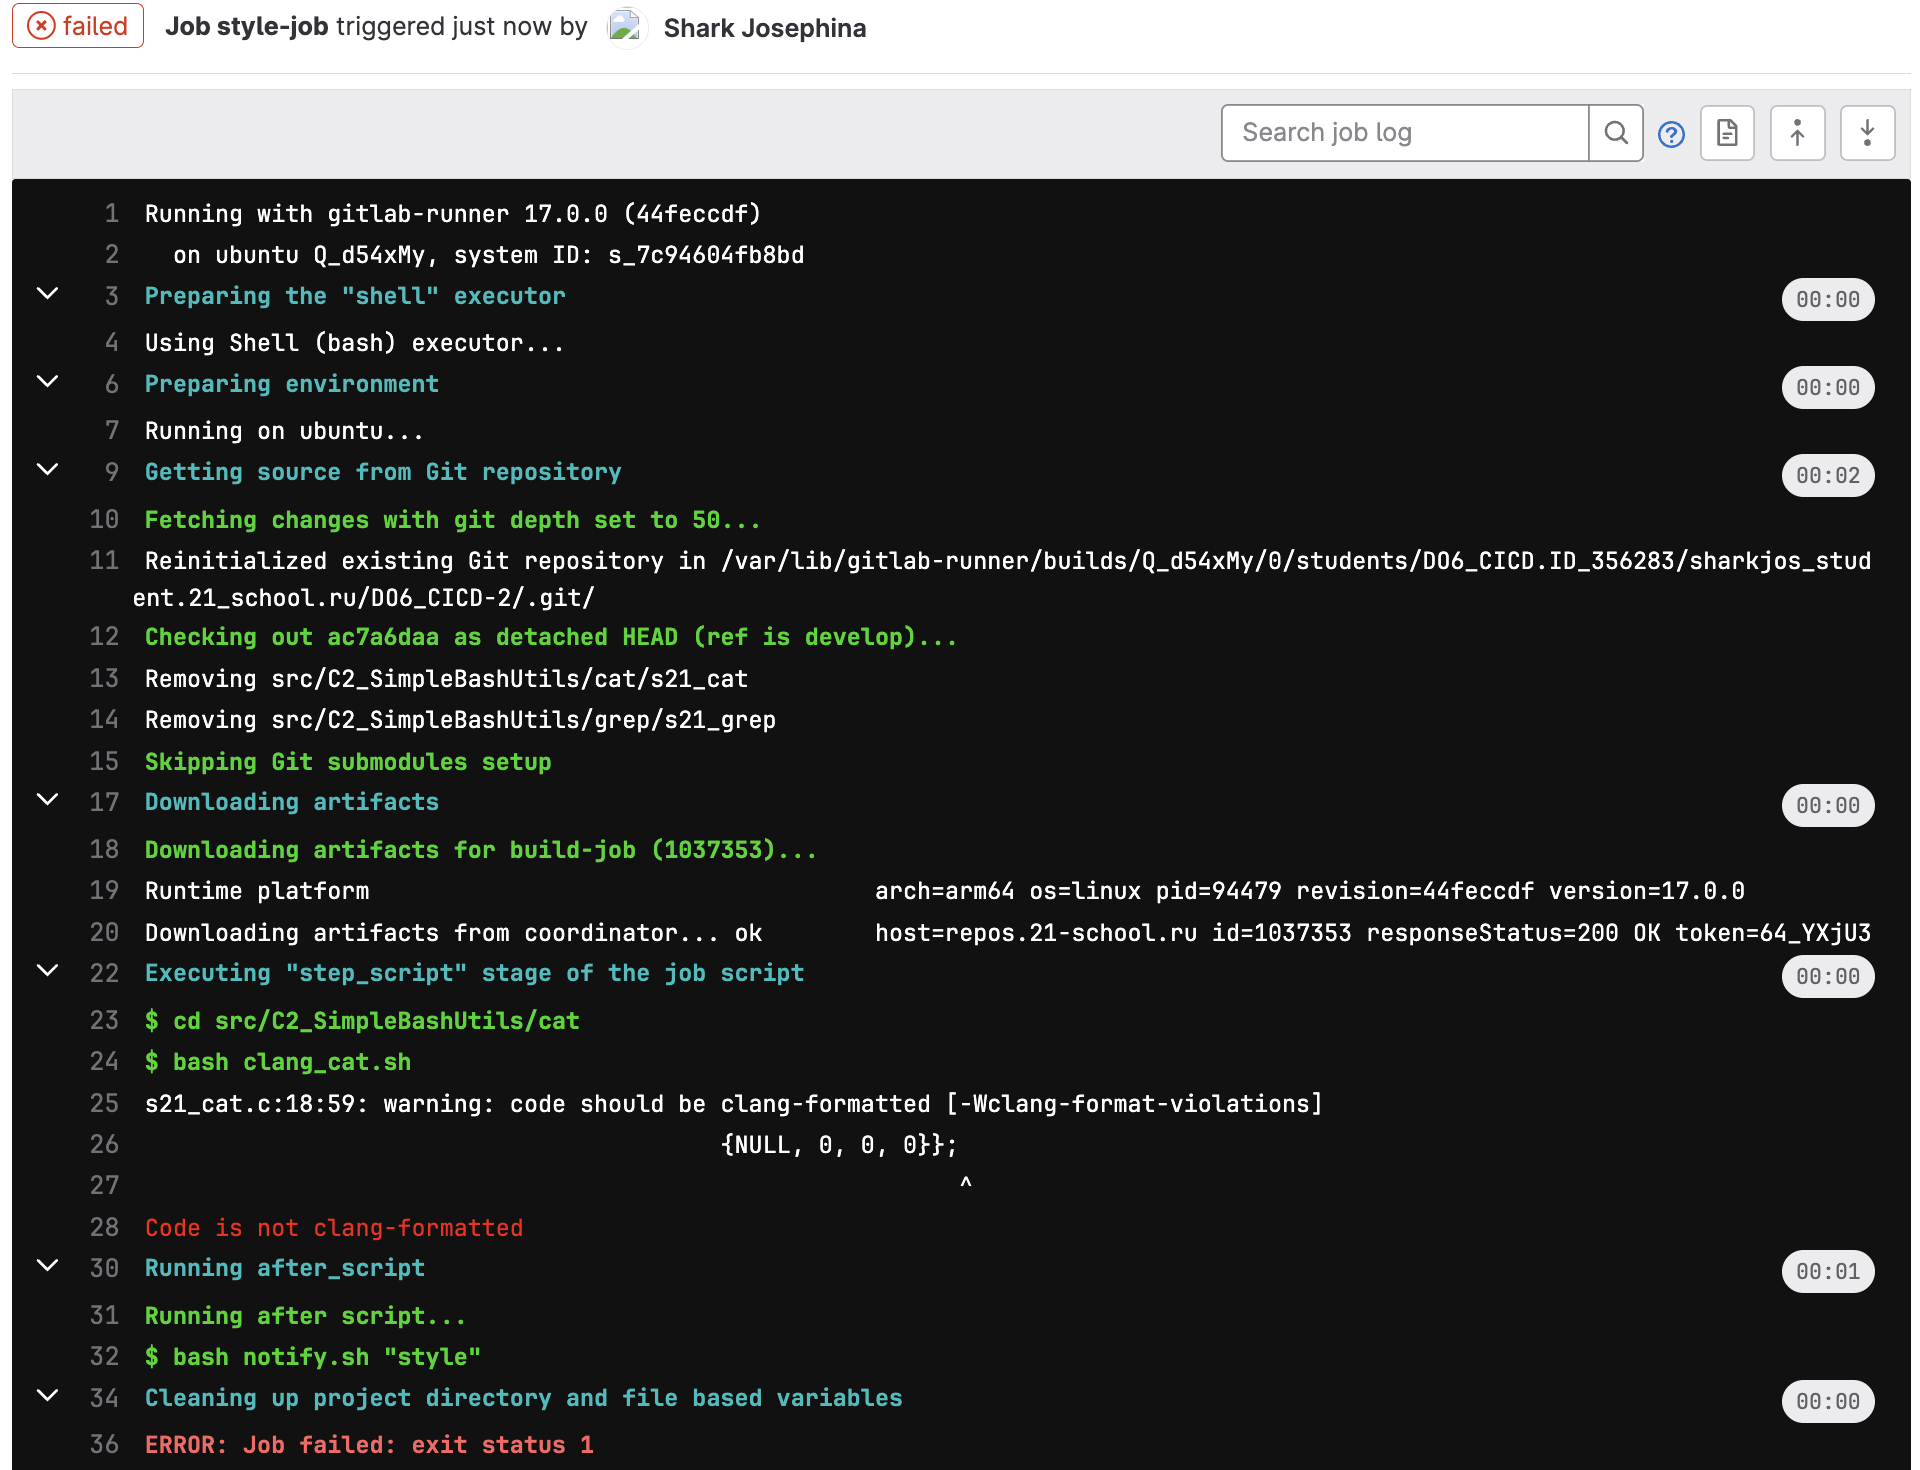 failed Job style-job triggered just now by Shark Josephina
Search job log
1 Running with gitlab-runner 17.0.0 (44feccdf)
2 on ubuntu Q_d54xMy, system ID: s_7c94604fb8bd
3 Preparing the "shell" executor 00:00
4 Using Shell (bash) executor...
6 Preparing environment 00:00
7 Running on ubuntu...
9 Getting source from Git repository 00:02
10 Fetching changes with git depth set to 50...
11 Reinitialized existing Git repository in /var/lib/gitlab-runner/builds/Q_d54xMy/0/students/DO6_CICD.ID_356283/sharkjos_stud
ent.21_school.ru/DO6_CICD-2/.git/
12 Checking out ac7a6daa as detached HEAD (ref is develop)...
13 Removing src/C2_SimpleBashUtils/cat/s21_cat
14 Removing src/C2_SimpleBashUtils/grep/s21_grep
15 Skipping Git submodules setup
17 Downloading artifacts 00:00
18 Downloading artifacts for build-job (1037353)...
19 Runtime platform arch=arm64 os=linux pid=94479 revision=44feccdf version=17.0.0
20 Downloading artifacts from coordinator... ok host=repos.21-school.ru id=1037353 responseStatus=200 OK token=64_YXjU3
22 Executing "step_script" stage of the job script 00:00
23 $ cd src/C2_SimpleBashUtils/cat
24 $ bash clang_cat.sh
25 s21_cat.c:18:59: warning: code should be clang-formatted [-Wclang-format-violations]
26 {NULL, 0, 0, 0}};
27 ^
28 Code is not clang-formatted
30 Running after_script 00:01
31 Running after script...
32 $ bash notify.sh "style"
34 Cleaning up project directory and file based variables 00:00
36 ERROR: Job failed: exit status 1